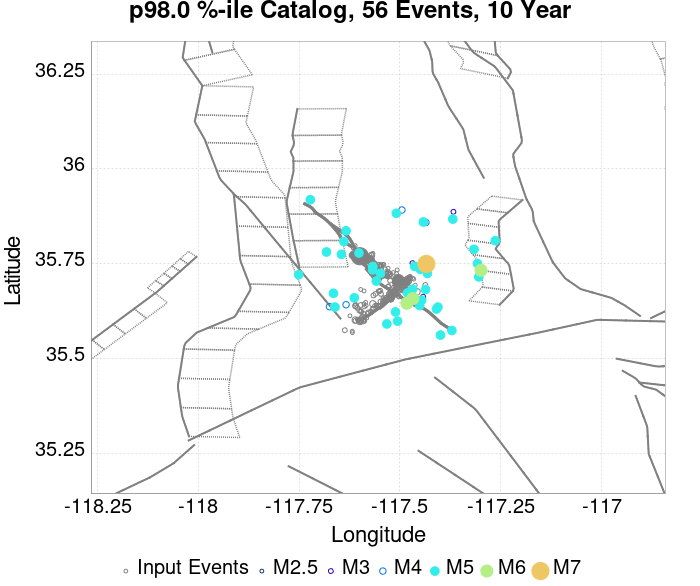 p98.0 %-ile Catalog, 56 Events, 10 Year
Latitude
36.25
36
35.75
35.5
35.25
-118.25 -118 -117.75 -117.5 -117.25 -117
Longitude
Input Events M2.5 M3 M4 M5 M6 M7